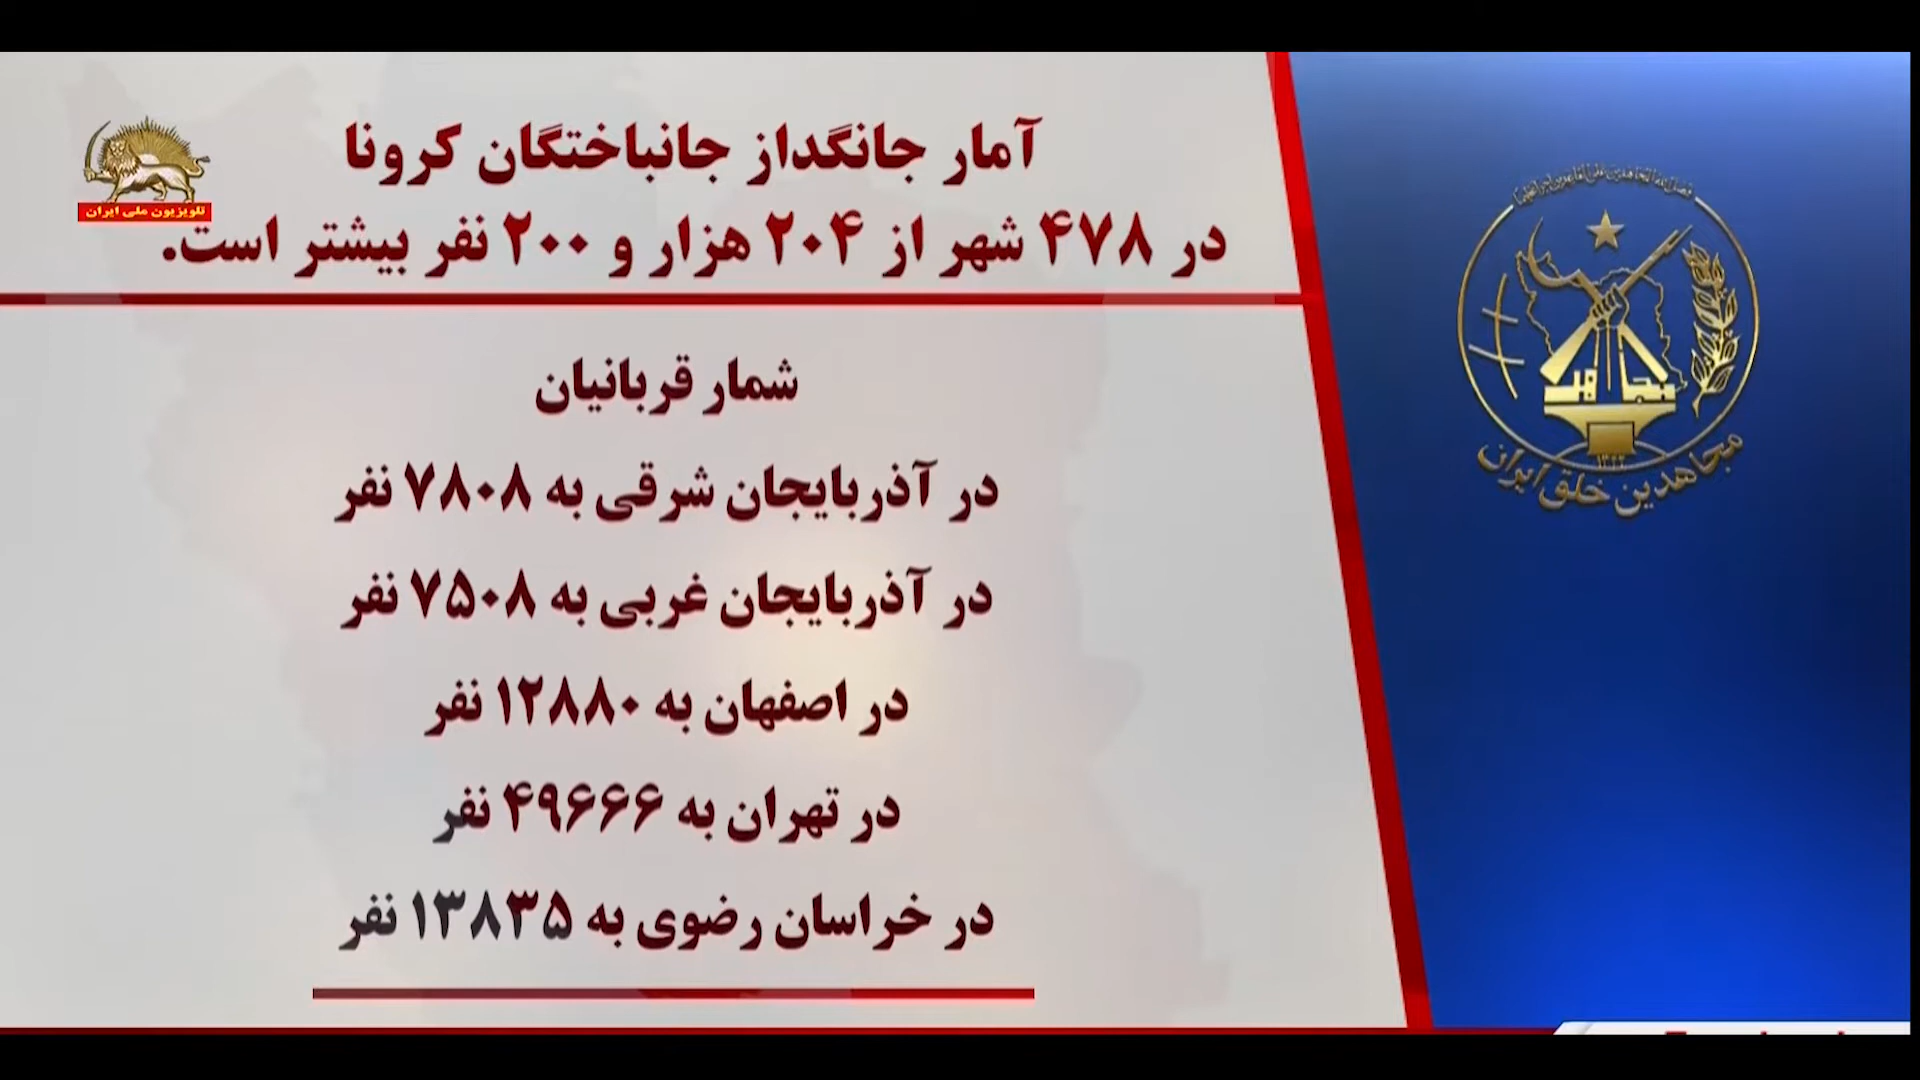 آمار جانگداز جانباختگان کرونا
در ۴۷۸ شهر از ۲۰۴ هزار و ۲۰۰ نفر بیشتر است.
تلویزیون ملی ایران
شمار قربانیان
در آذربایجان شرقی به ۷۸۰۸ نفر
در آذربایجان غربی به ۷۵۰۸ نفر
در اصفهان به ۱۲۸۸۰ نفر
در تهران به ۴۹۶۶۶ نفر
در خراسان رضوی به ۱۳۸۳۵ نفر
مجاهدین خلق ایران